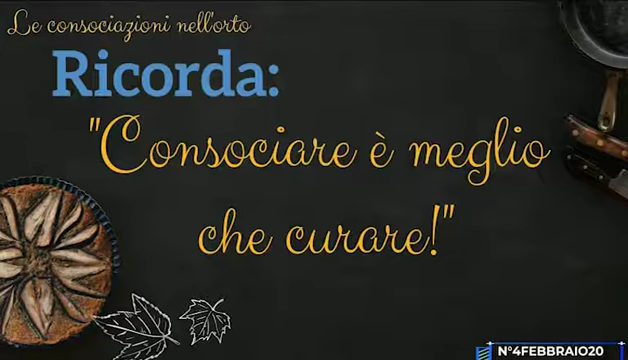 Le consociazioni nell'orto
Ricorda:
"Consociare è meglio
che curare!"
N°4FEBBRAIO20